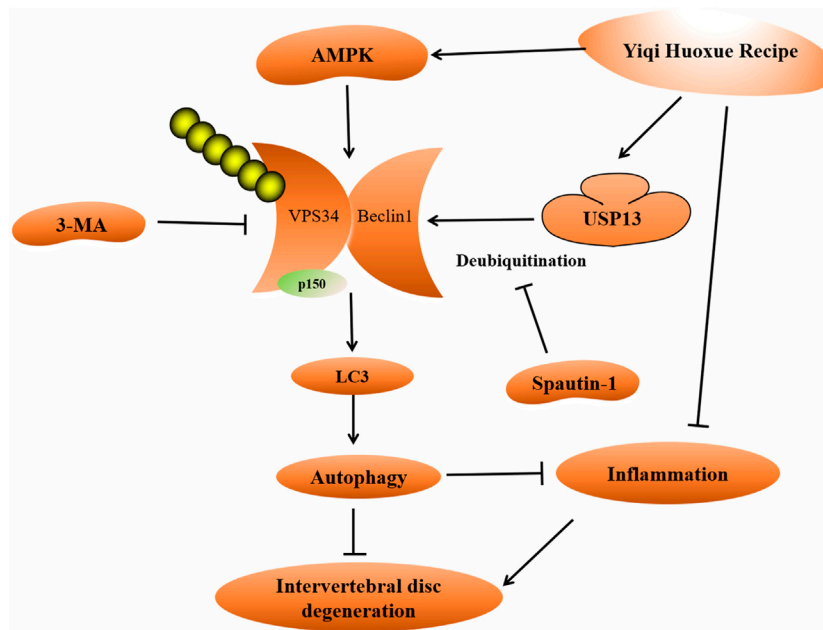 AMPK
Yiqi Huoxue Recipe
3-MA
VPS34
Beclin1
USP13
Deubiquitination
p150
LC3
Spautin-1
Autophagy
Inflammation
Intervertebral disc
degeneration